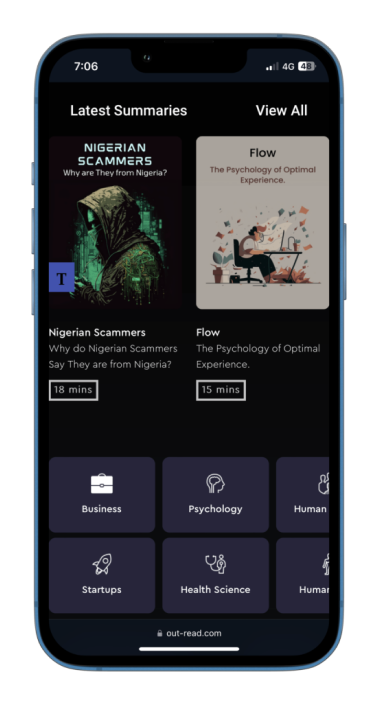 7:06
4G 48
Latest Summaries View All
NIGERIAN
SCAMMERS
Why are They from Nigeria?
T
Flow
The Psychology of Optimal
Experience.
Nigerian Scammers
Why do Nigerian Scammers
Say They are from Nigeria?
18 mins
Flow
The Psychology of Optimal
Experience.
15 mins
Business
Psychology
Human
Startups
Health Science
Human
out-read.com